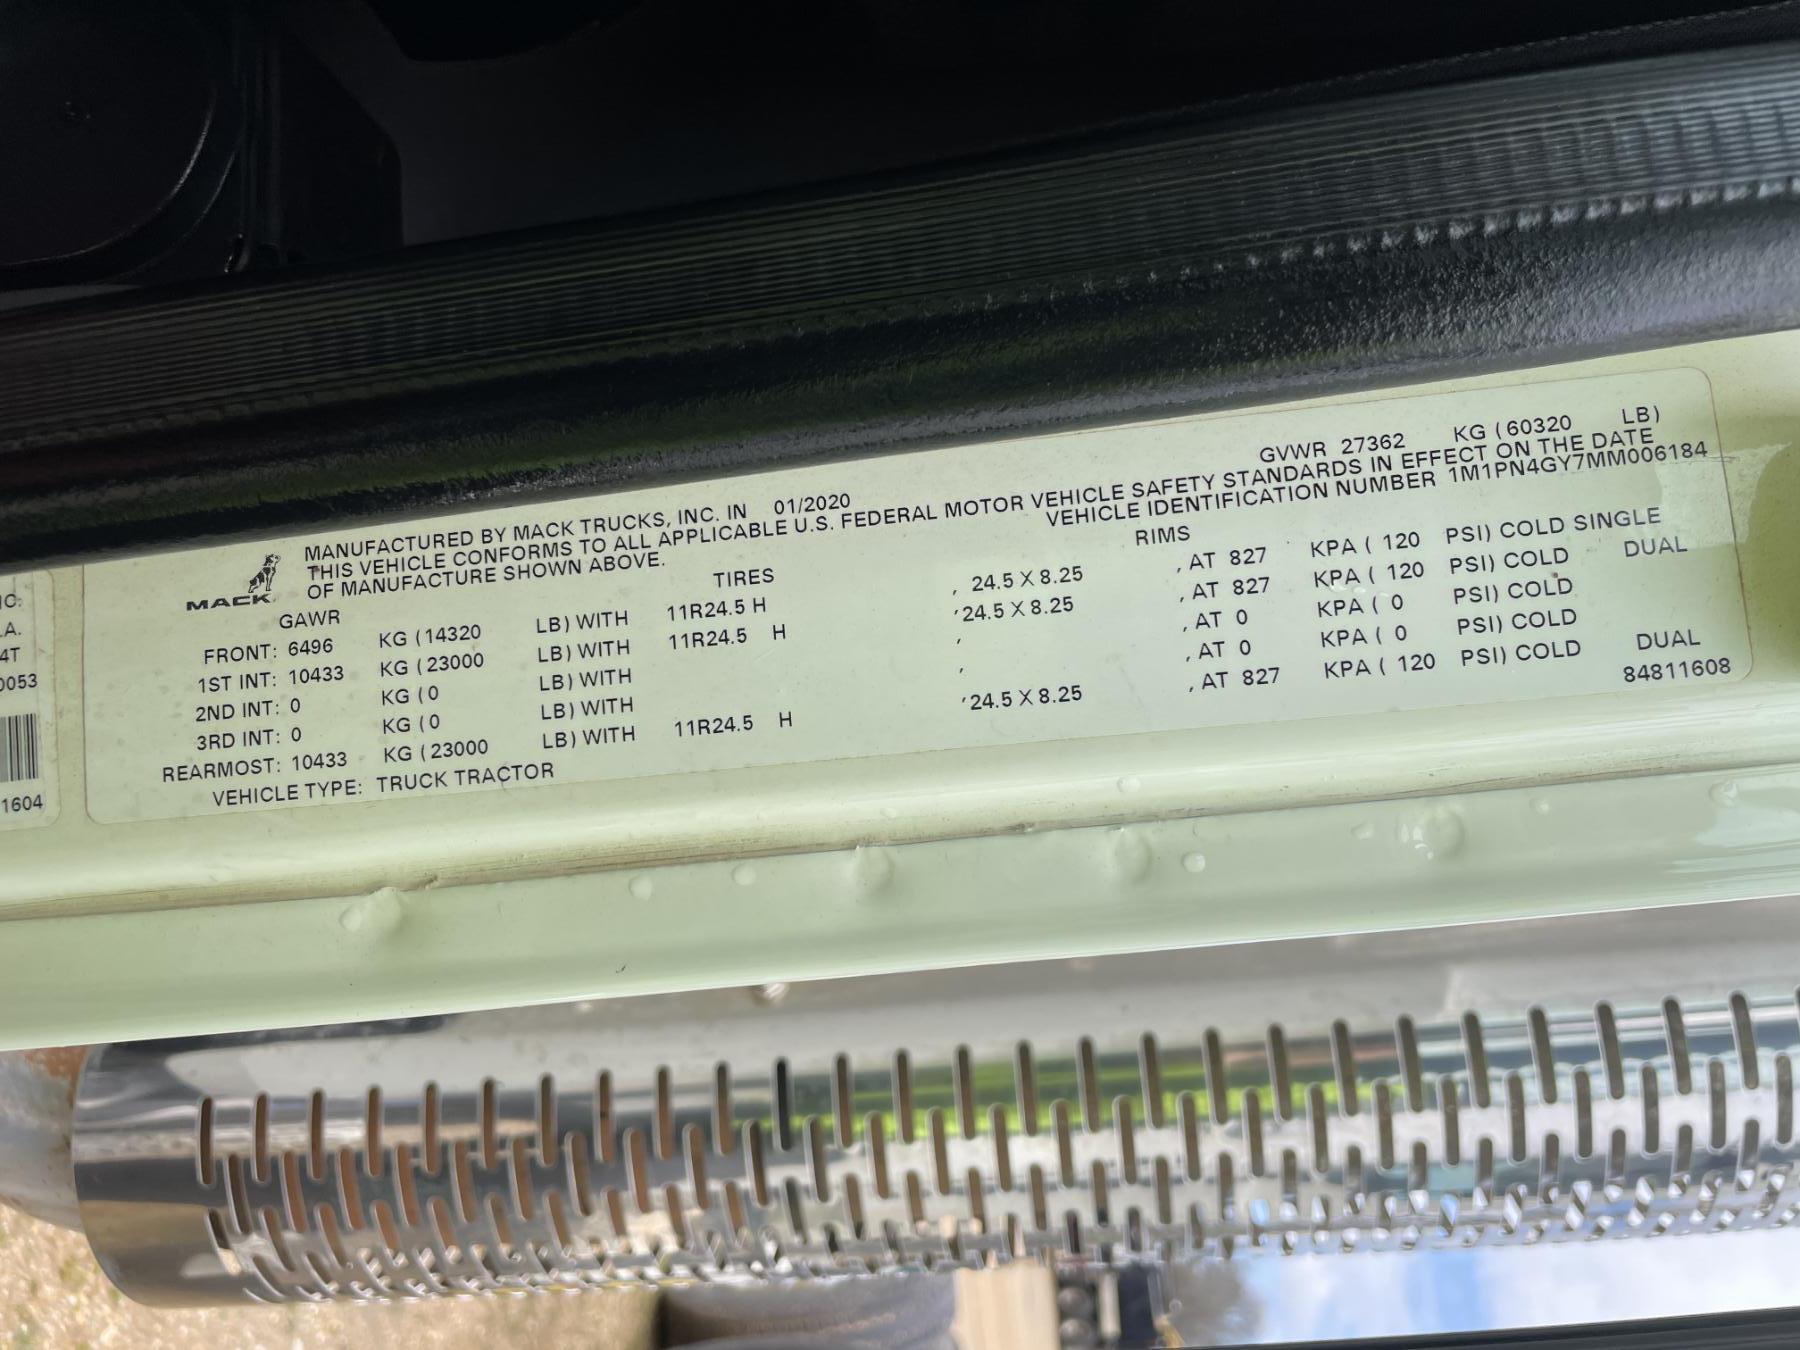 GVWR 27362 KG (60320 LB)
MANUFACTURED BY MACK TRUCKS, INC. IN 01/2020
THIS VEHICLE CONFORMS TO ALL APPLICABLE U.S. FEDERAL MOTOR VEHICLE SAFETY STANDARDS IN EFFECT ON THE DATE
OF MANUFACTURE SHOWN ABOVE. VEHICLE IDENTIFICATION NUMBER 1M1PN4GY7MM006184
MACK
GAWR TIRES RIMS
FRONT: 6496 KG (14320 LB) WITH 11R24.5 H , 24.5 X 8.25 , AT 827 KPA ( 120 PSI) COLD SINGLE
1ST INT: 10433 KG (23000 LB) WITH 11R24.5 H , 24.5 X 8.25 , AT 827 KPA ( 120 PSI) COLD DUAL
2ND INT: 0 KG (0 LB) WITH , , AT 0 KPA ( 0 PSI) COLD
3RD INT: 0 KG (0 LB) WITH , , AT 0 KPA ( 0 PSI) COLD
REARMOST: 10433 KG (23000 LB) WITH 11R24.5 H , 24.5 X 8.25 , AT 827 KPA ( 120 PSI) COLD DUAL
VEHICLE TYPE: TRUCK TRACTOR 84811608
.A.
4T
0053
1604